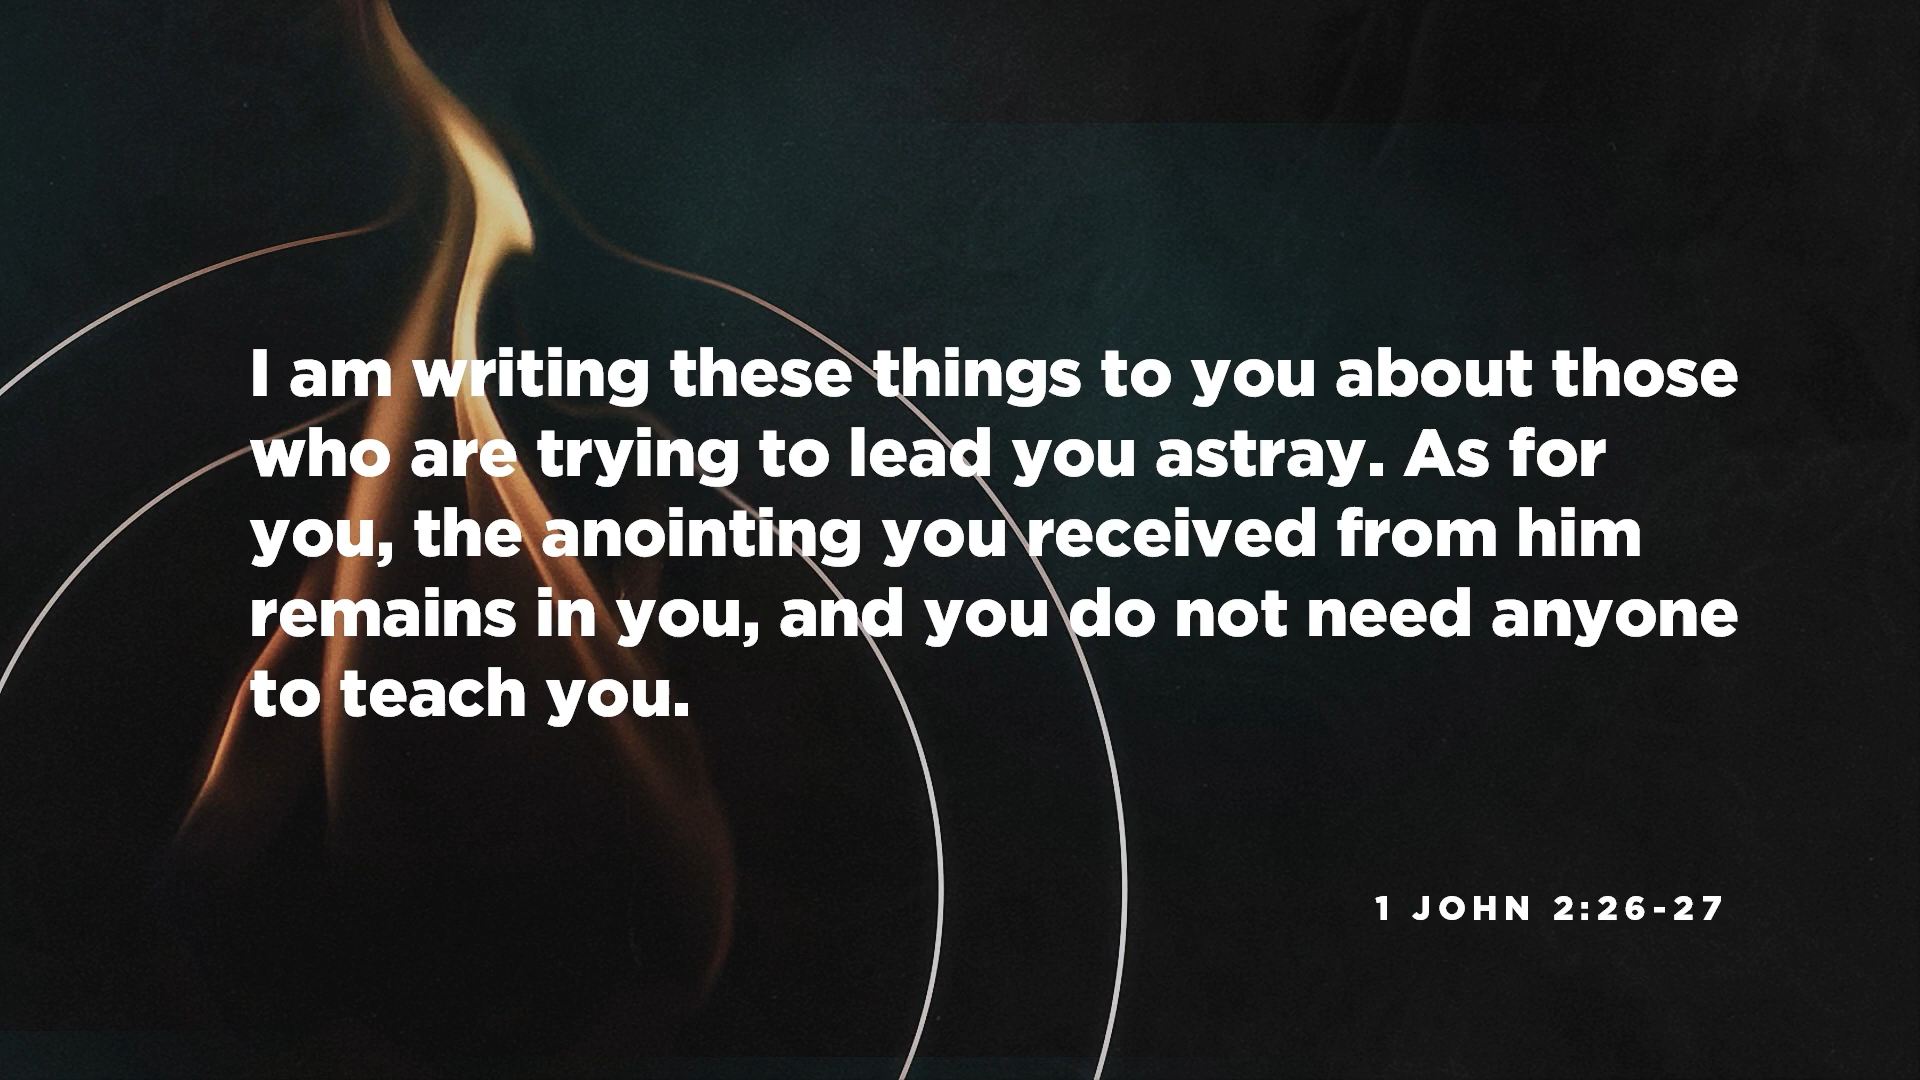 I am writing these things to you about those
who are trying to lead you astray. As for
you, the anointing you received from him
remains in you, and you do not need anyone
to teach you.
1 JOHN 2:26-27